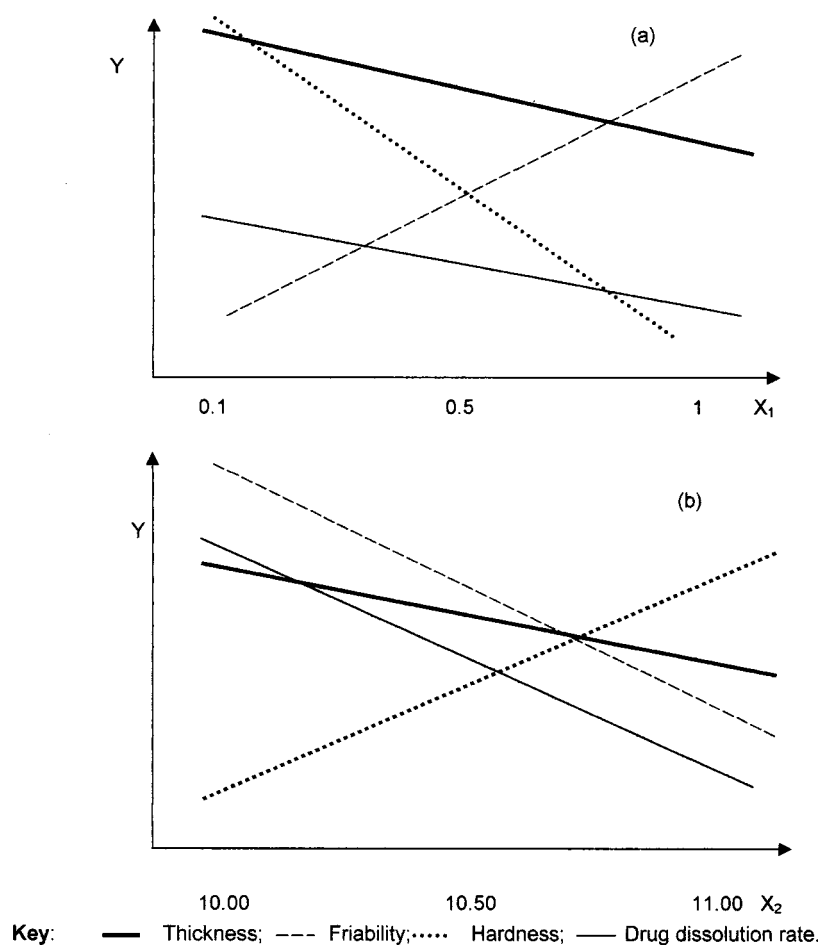 (a)
Y
0.1 0.5 1 X₁
(b)
Y
10.00 10.50 11.00 X₂
Key: Thickness; Friability; Hardness; Drug dissolution rate.